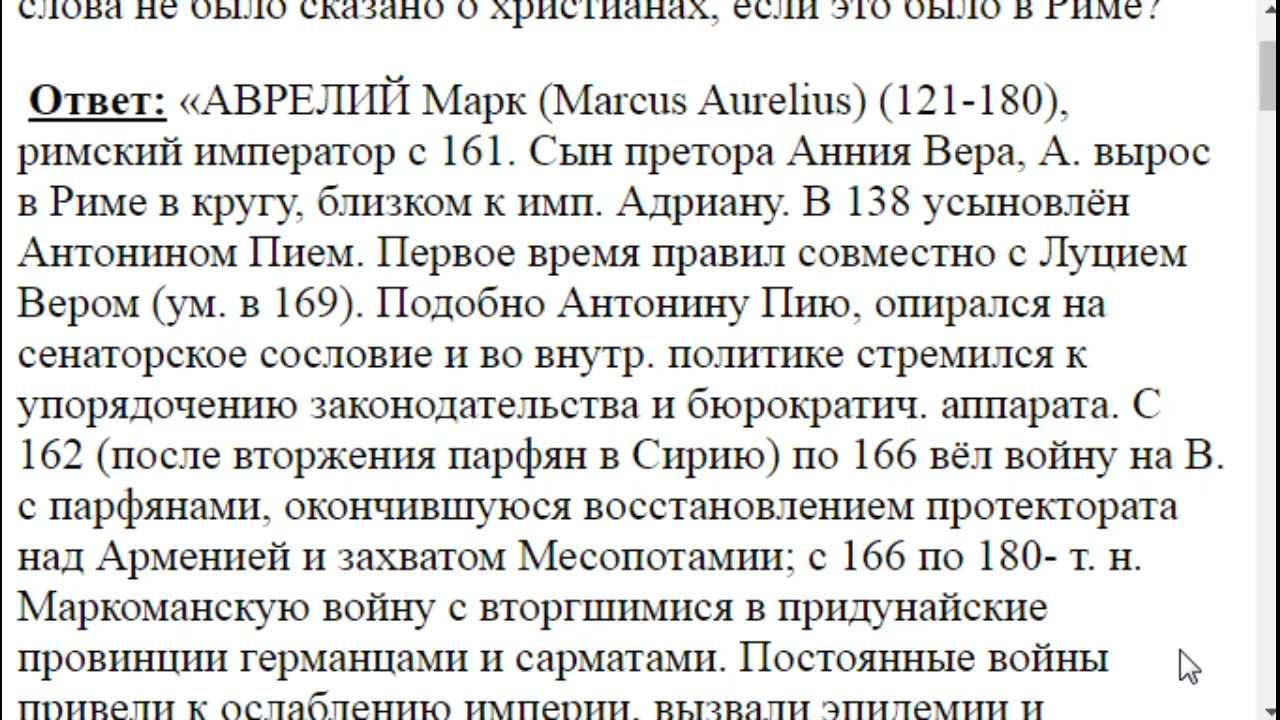 слова не было сказано о христианах, если это было в Риме?
Ответ: «АВРЕЛИЙ Марк (Marcus Aurelius) (121-180),
римский император с 161. Сын претора Анния Вера, А. вырос
в Риме в кругу, близком к имп. Адриану. В 138 усыновлён
Антонином Пием. Первое время правил совместно с Луцием
Вером (ум. в 169). Подобно Антонину Пию, опирался на
сенаторское сословие и во внутр. политике стремился к
упорядочению законодательства и бюрократич. аппарата. С
162 (после вторжения парфян в Сирию) по 166 вёл войну на В.
с парфянами, окончившуюся восстановлением протектората
над Арменией и захватом Месопотамии; с 166 по 180- т. н.
Маркоманскую войну с вторгшимися в придунайские
провинции германцами и сарматами. Постоянные войны
привели к ослаблению империи, вызвали эпидемии и